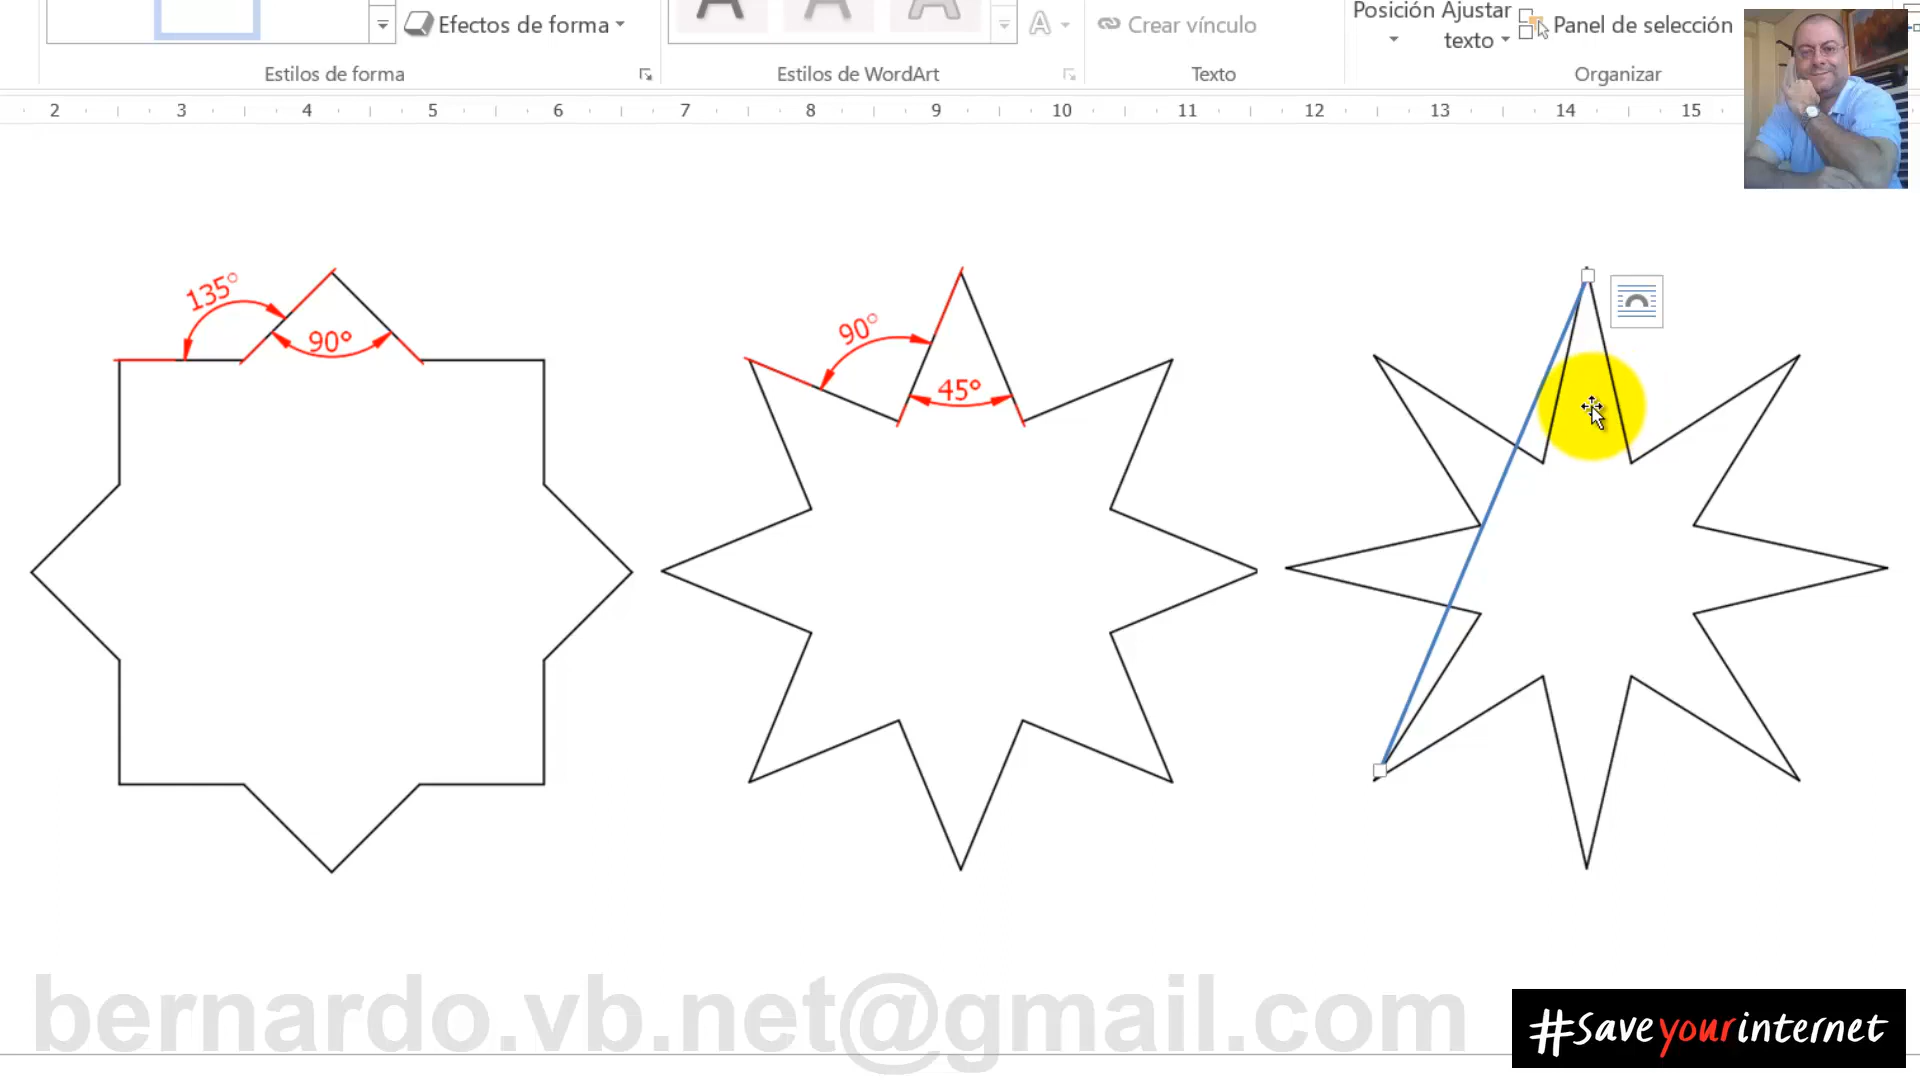 Efectos de forma
Crear vínculo
Posición Ajustar
texto
Panel de selección
Estilos de forma
Estilos de WordArt
Texto
Organizar
2 3 4 5 6 7 8 9 10 11 12 13 14 15
135°
90°
90°
45°
bernardo.vb.net@gmail.com
#Saveyourinternet